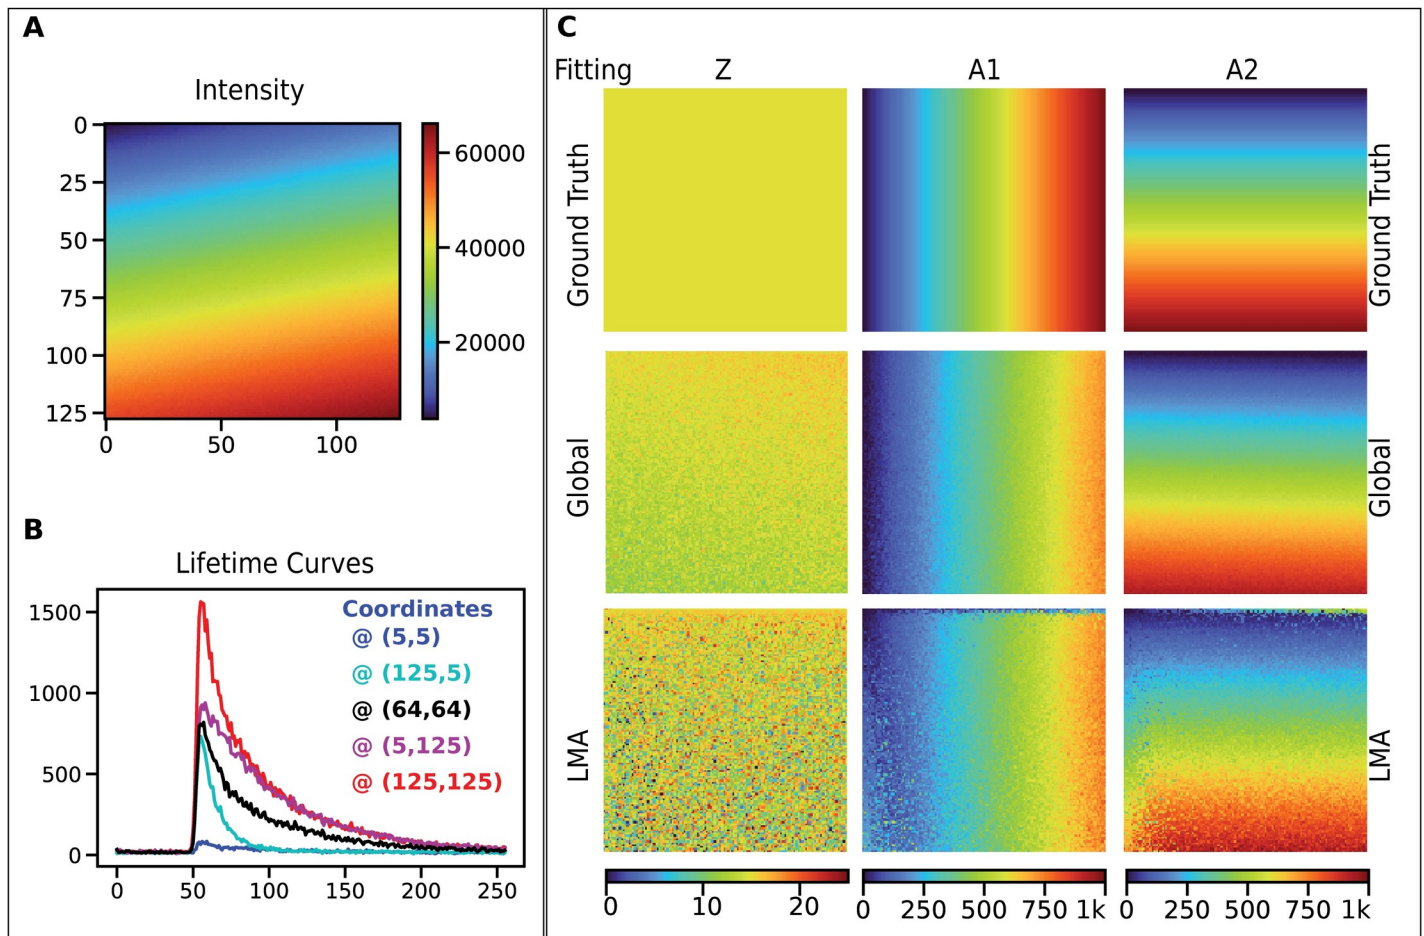 A
Intensity
0
25
50
75
100
125
0
50
100
60000
40000
20000
B
Lifetime Curves
1500
1000
500
0
0
50
100
150
200
250
Coordinates
@ (5,5)
@ (125,5)
@ (64,64)
@ (5,125)
@ (125,125)
C
Fitting
Z
A1
A2
Ground Truth
Ground Truth
Global
Global
LMA
LMA
0 10 20
0 250 500 750 1k
0 250 500 750 1k